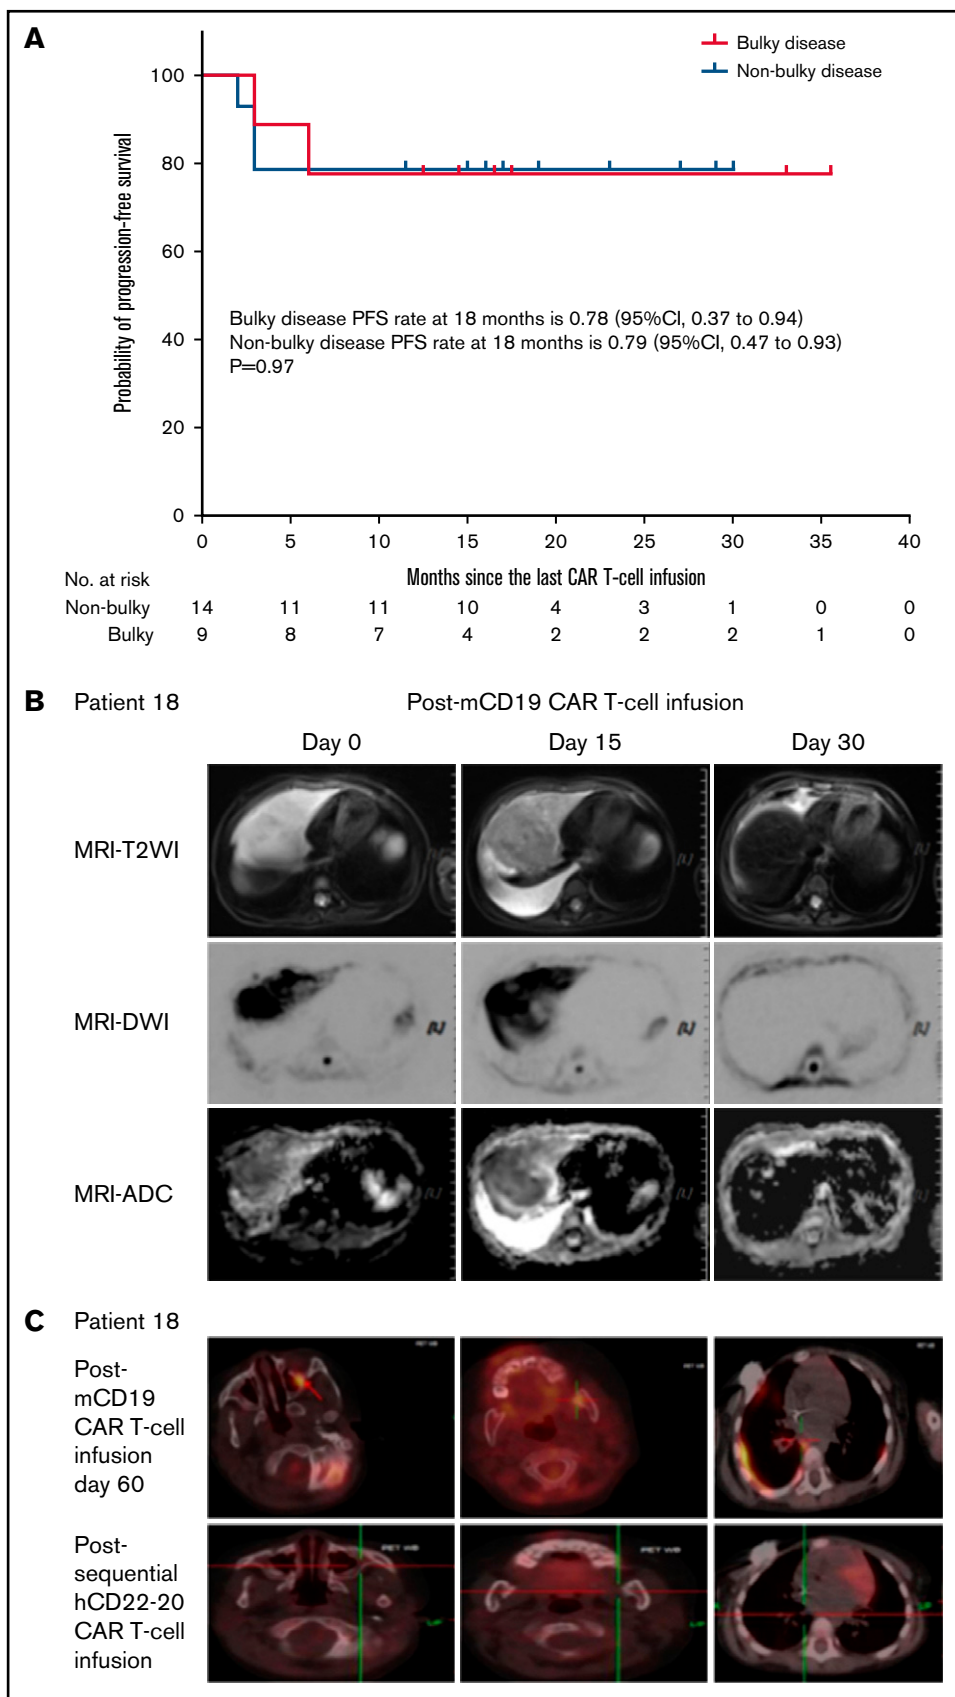 A
Bulky disease
Non-bulky disease
Probability of progression-free survival
100
80
60
40
20
0
Bulky disease PFS rate at 18 months is 0.78 (95%CI, 0.37 to 0.94)
Non-bulky disease PFS rate at 18 months is 0.79 (95%CI, 0.47 to 0.93)
P=0.97
0 5 10 15 20 25 30 35 40
Months since the last CAR T-cell infusion
No. at risk
Non-bulky 14 11 11 10 4 3 1 0 0
Bulky 9 8 7 4 2 2 2 1 0
B Patient 18 Post-mCD19 CAR T-cell infusion
Day 0 Day 15 Day 30
MRI-T2WI
[L] [L] [L]
MRI-DWI
[L] [L] [L]
MRI-ADC
[L] [L] [L]
C Patient 18
Post-
mCD19
CAR T-cell
infusion
day 60
PET WB
Post-
sequential
hCD22-20
CAR T-cell
infusion
PET WB PET WB